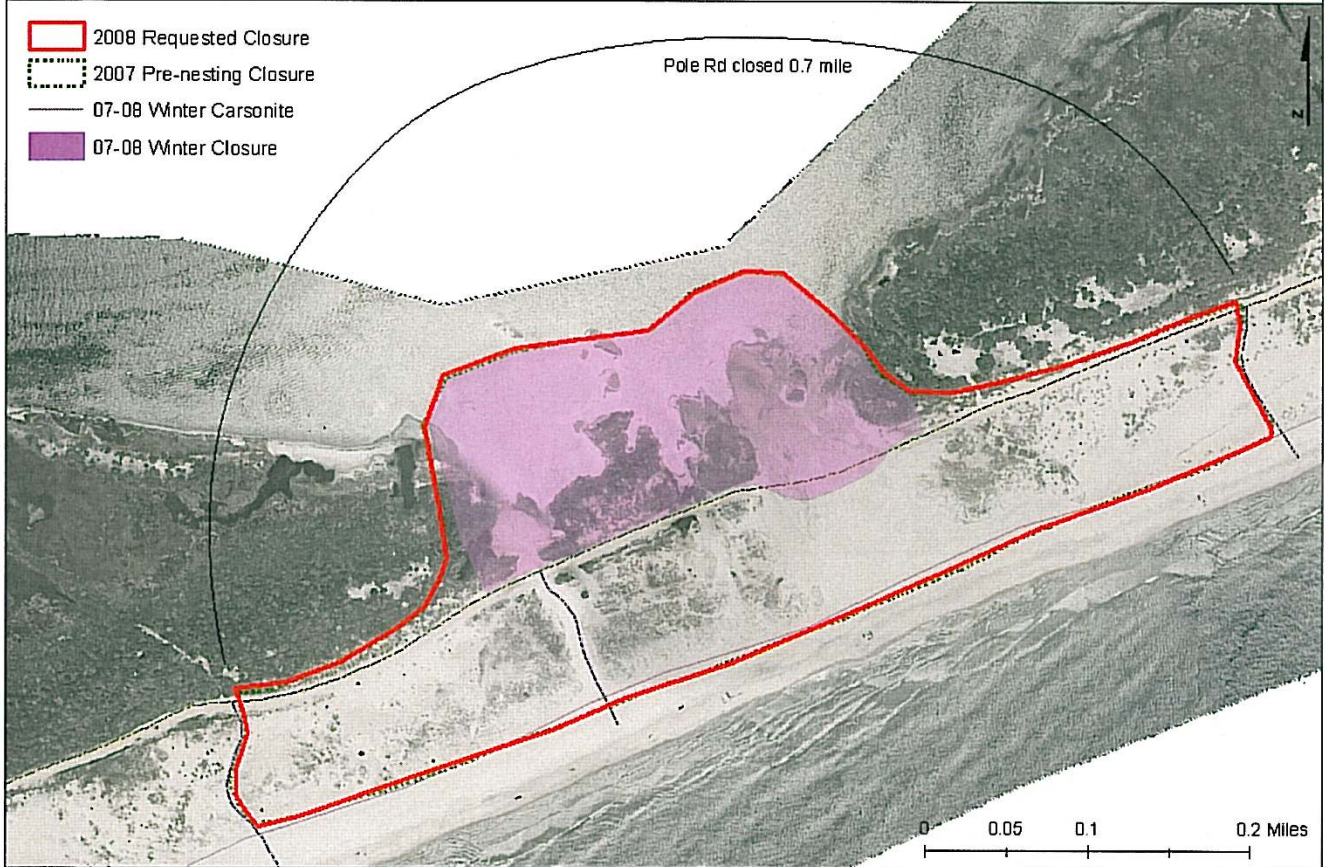 2008 Requested Closure
2007 Pre-nesting Closure
07-08 Winter Carsonite
07-08 Winter Closure
Pole Rd closed 0.7 mile
N
0 0.05 0.1 0.2 Miles